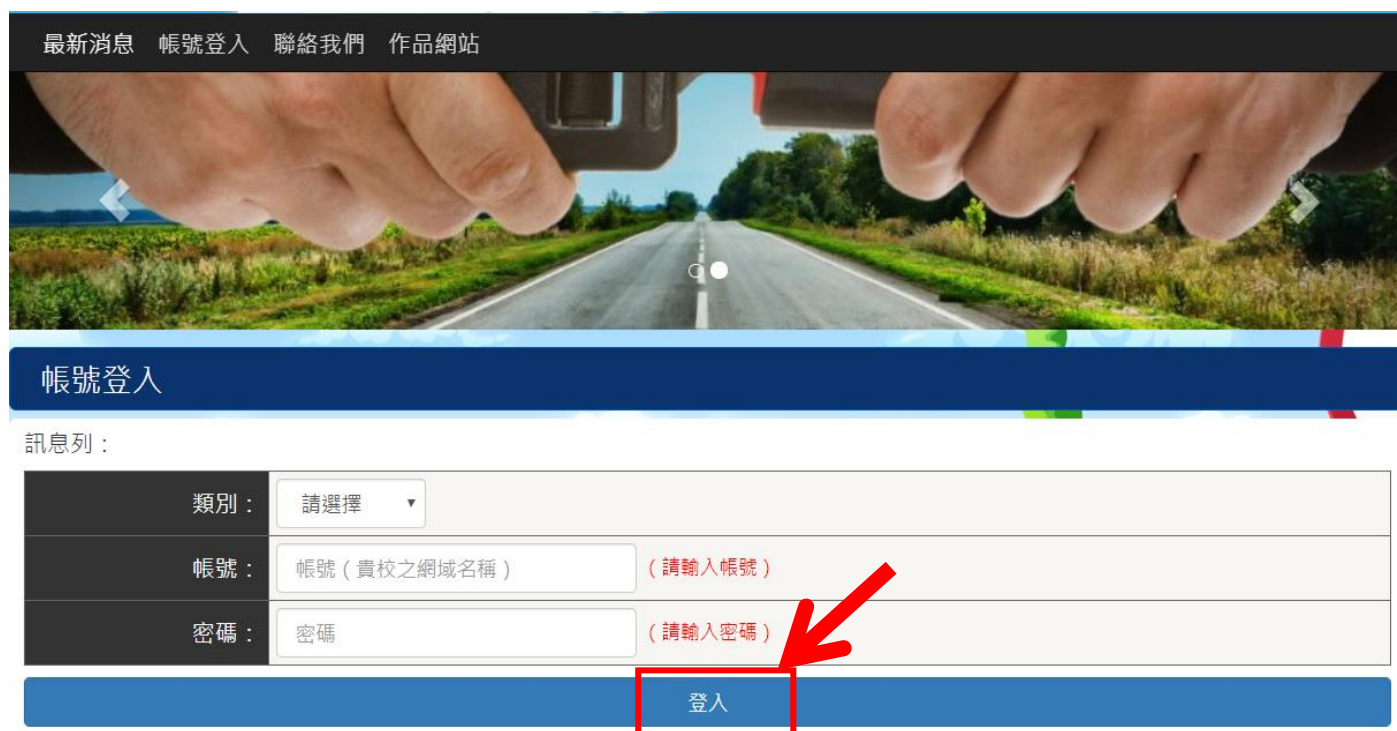 最新消息 帳號登入 聯絡我們 作品網站
帳號登入
訊息列：
類別： 請選擇
帳號： 帳號（貴校之網域名稱） （請輸入帳號）
密碼： 密碼 （請輸入密碼）
登入